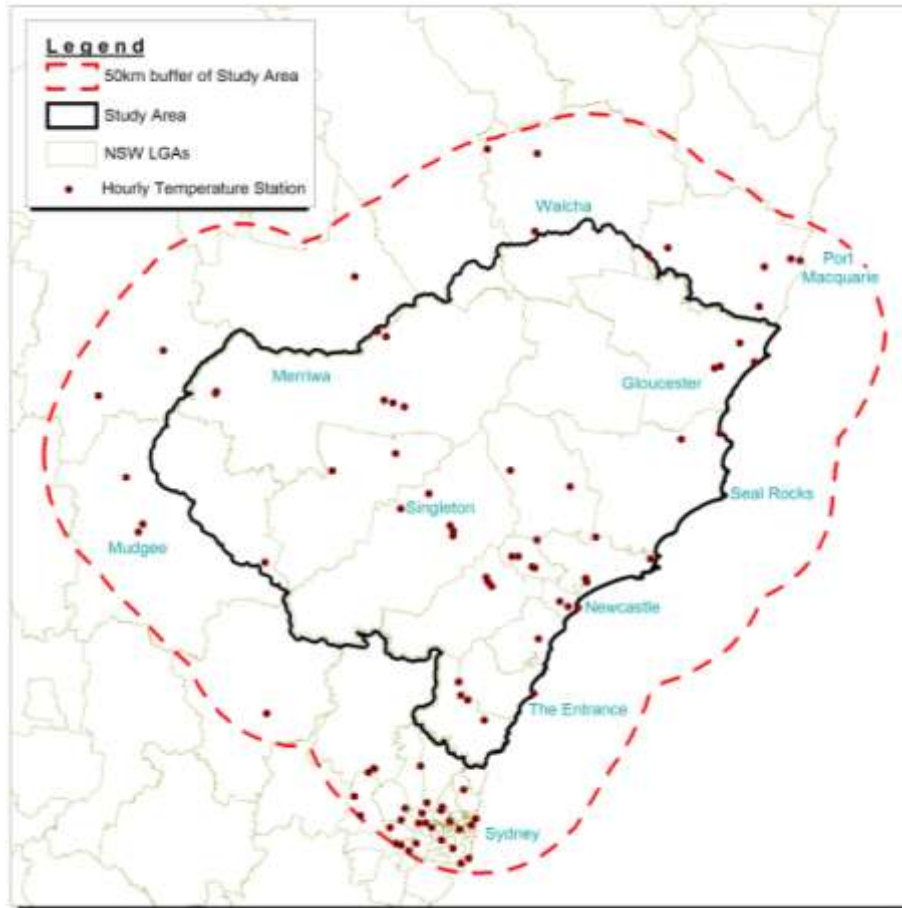 Legend
50km buffer of Study Area
Study Area
NSW LGAs
Hourly Temperature Station
Walcha
Port
Macquarie
Merriwa
Gloucester
Seal Rocks
Singleton
Mudgee
Newcastle
The Entrance
Sydney